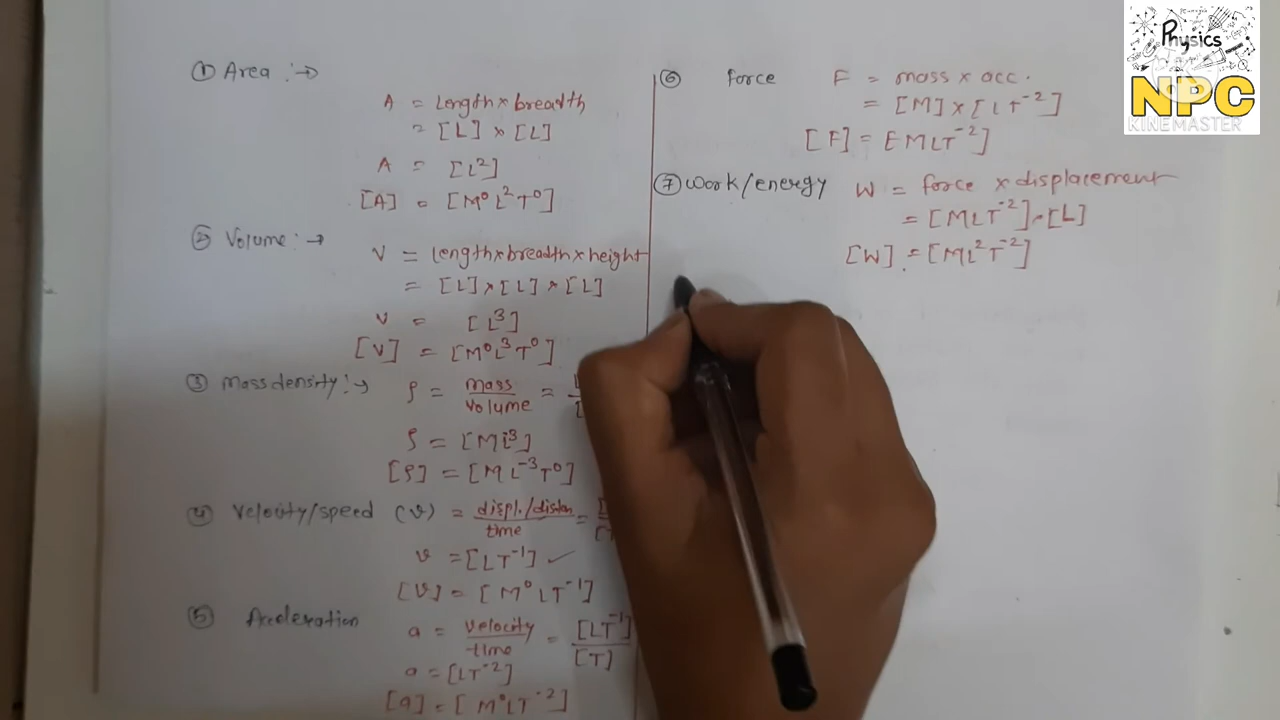 ① Area :→
A = length × breadth
= [L] × [L]
A = [L²]
[A] = [M⁰L²T⁰]
② Volume :→
V = length×breadth×height
= [L] × [L] × [L]
V = [L³]
[V] = [M⁰L³T⁰]
③ Mass density :→ ρ = mass/volume =
ρ = [ML⁻³]
[ρ] = [ML⁻³T⁰]
④ Velocity/speed (v) = displ./distan/time =
v = [LT⁻¹] ✓
[v] = [M⁰LT⁻¹]
⑤ Acceleration a = velocity/time = [LT⁻¹]/[T]
a = [LT⁻²]
[a] = [M⁰LT⁻²]
⑥ force F = mass × acc.
= [M] × [LT⁻²]
[F] = [MLT⁻²]
⑦ Work/energy W = force × displacement
= [MLT⁻²] × [L]
[W] = [ML²T⁻²]
Physics
NPC
KINEMASTER